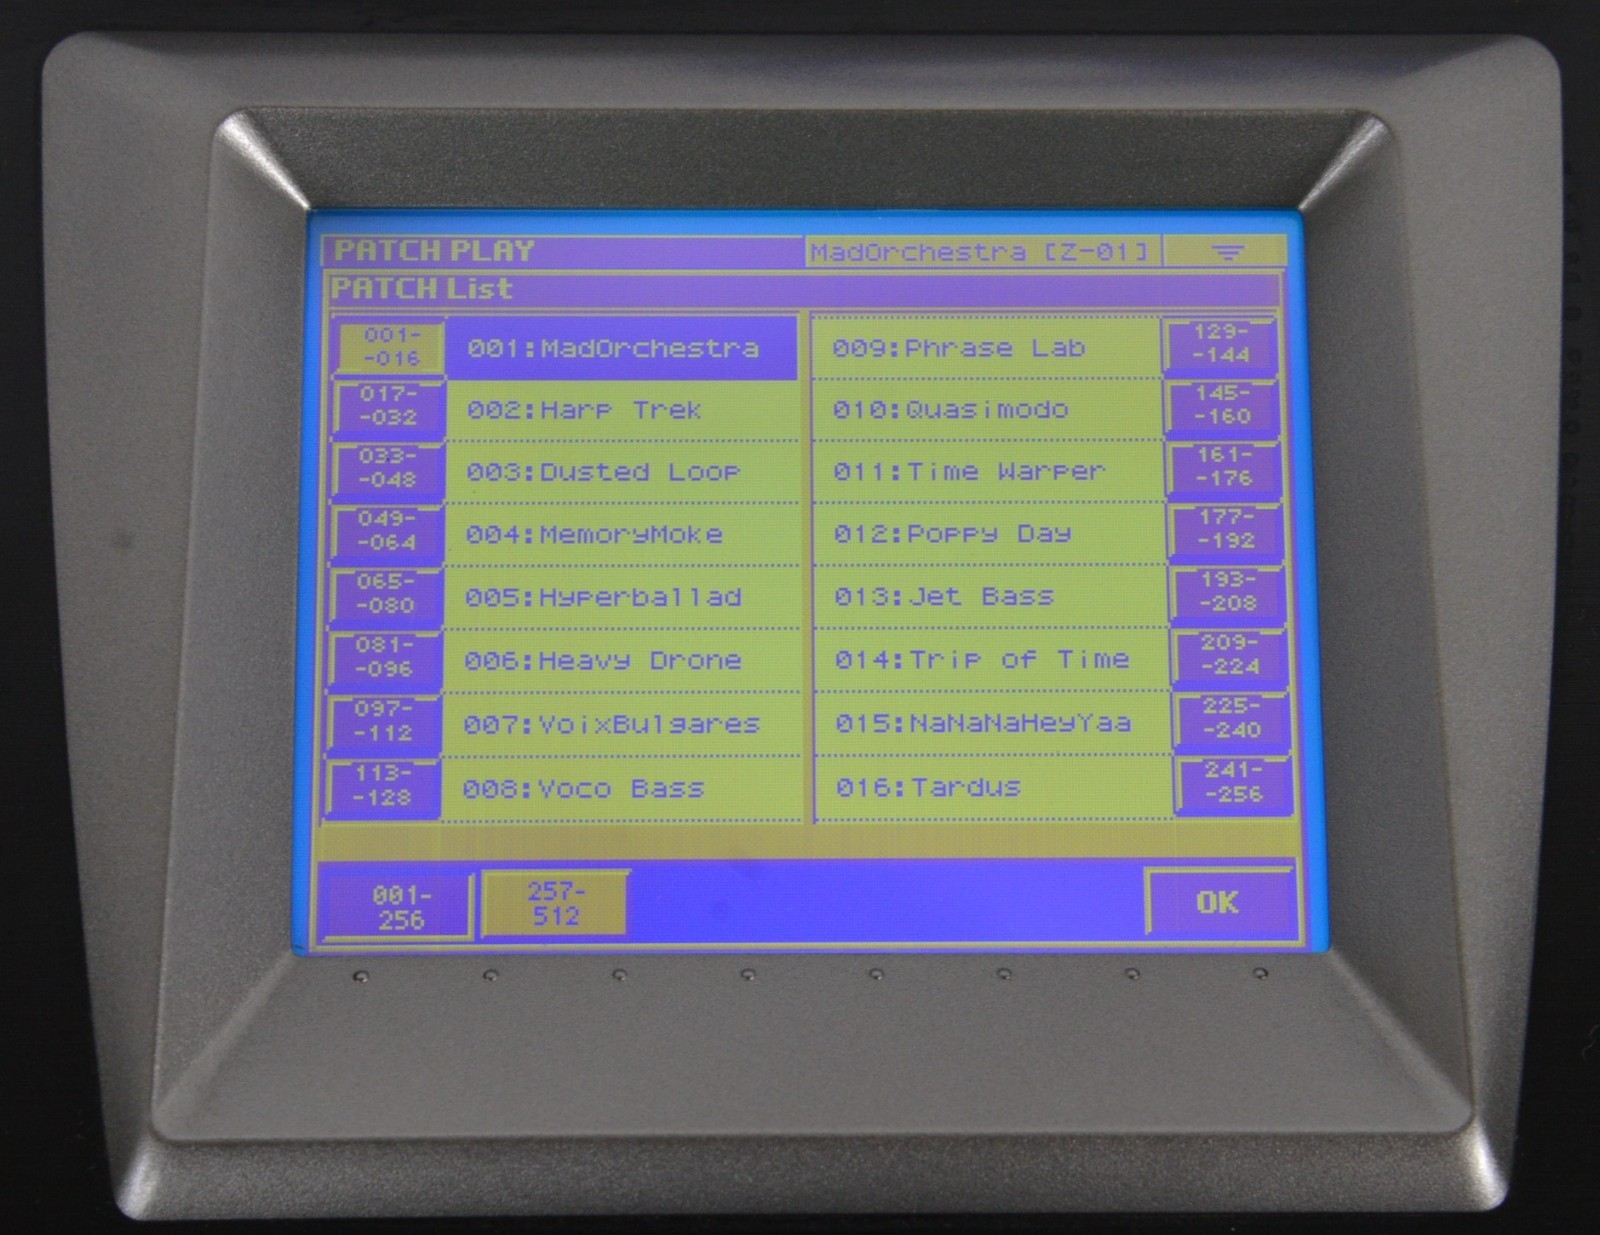 PATCH PLAY MadOrchestra [Z-01]
PATCH List
001-
-016
001:MadOrchestra
009:Phrase Lab
129-
-144
017-
-032
002:Harp Trek
010:Quasimodo
145-
-160
033-
-048
003:Dusted Loop
011:Time Warper
161-
-176
049-
-064
004:MemoryMoke
012:Poppy Day
177-
-192
065-
-080
005:Hyperballad
013:Jet Bass
193-
-208
081-
-096
006:Heavy Drone
014:Trip of Time
209-
-224
097-
-112
007:VoixBulgares
015:NaNaNaHeyYaa
225-
-240
113-
-128
008:Voco Bass
016:Tardus
241-
-256
001-
256
257-
512
OK